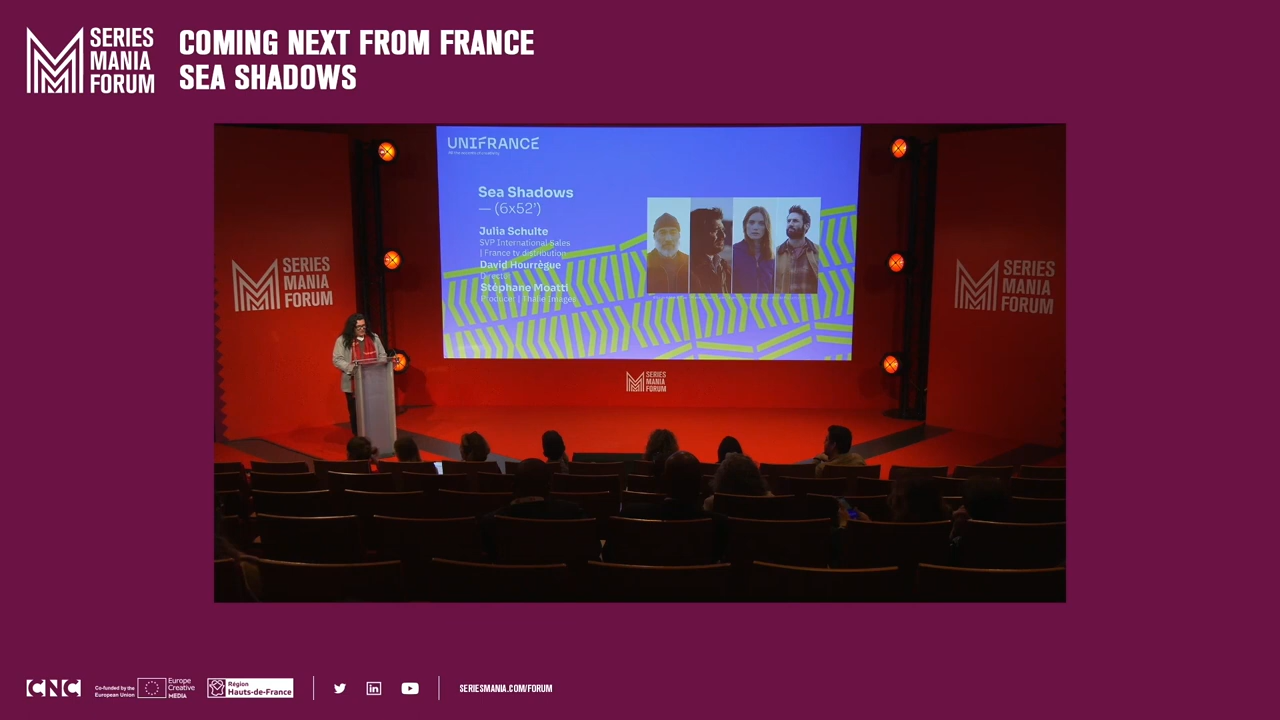 SERIES
MANIA
FORUM
COMING NEXT FROM FRANCE
SEA SHADOWS
UNIFRANCE
Sea Shadows
— (6x52’)
Julia Schulte
SVP International Sales
| France tv distribution
David Hourrègue
Director
Stéphane Moatti
Producer | Thalie Images
SERIES
MANIA
FORUM
SERIES
MANIA
FORUM
SERIES
MANIA
FORUM
CNC
Co-funded by the
European Union
Europe
Creative
MEDIA
Région
Hauts-de-France
in
SERIESMANIA.COM/FORUM